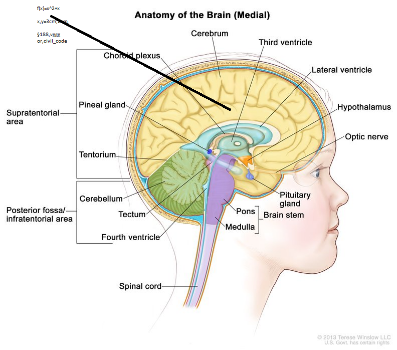 f(x)=x^2+x
Anatomy of the Brain (Medial)
Cerebrum
Third ventricle
Choroid plexus
Lateral ventricle
Pineal gland
Hypothalamus
Supratentorial
area
Optic nerve
Tentorium
Cerebellum
Pituitary
gland
Posterior fossa/
infratentorial area
Tectum
Pons
Brain stem
Medulla
Fourth ventricle
Spinal cord
© 2010 Terese Winslow LLC
U.S. Govt. has certain rights